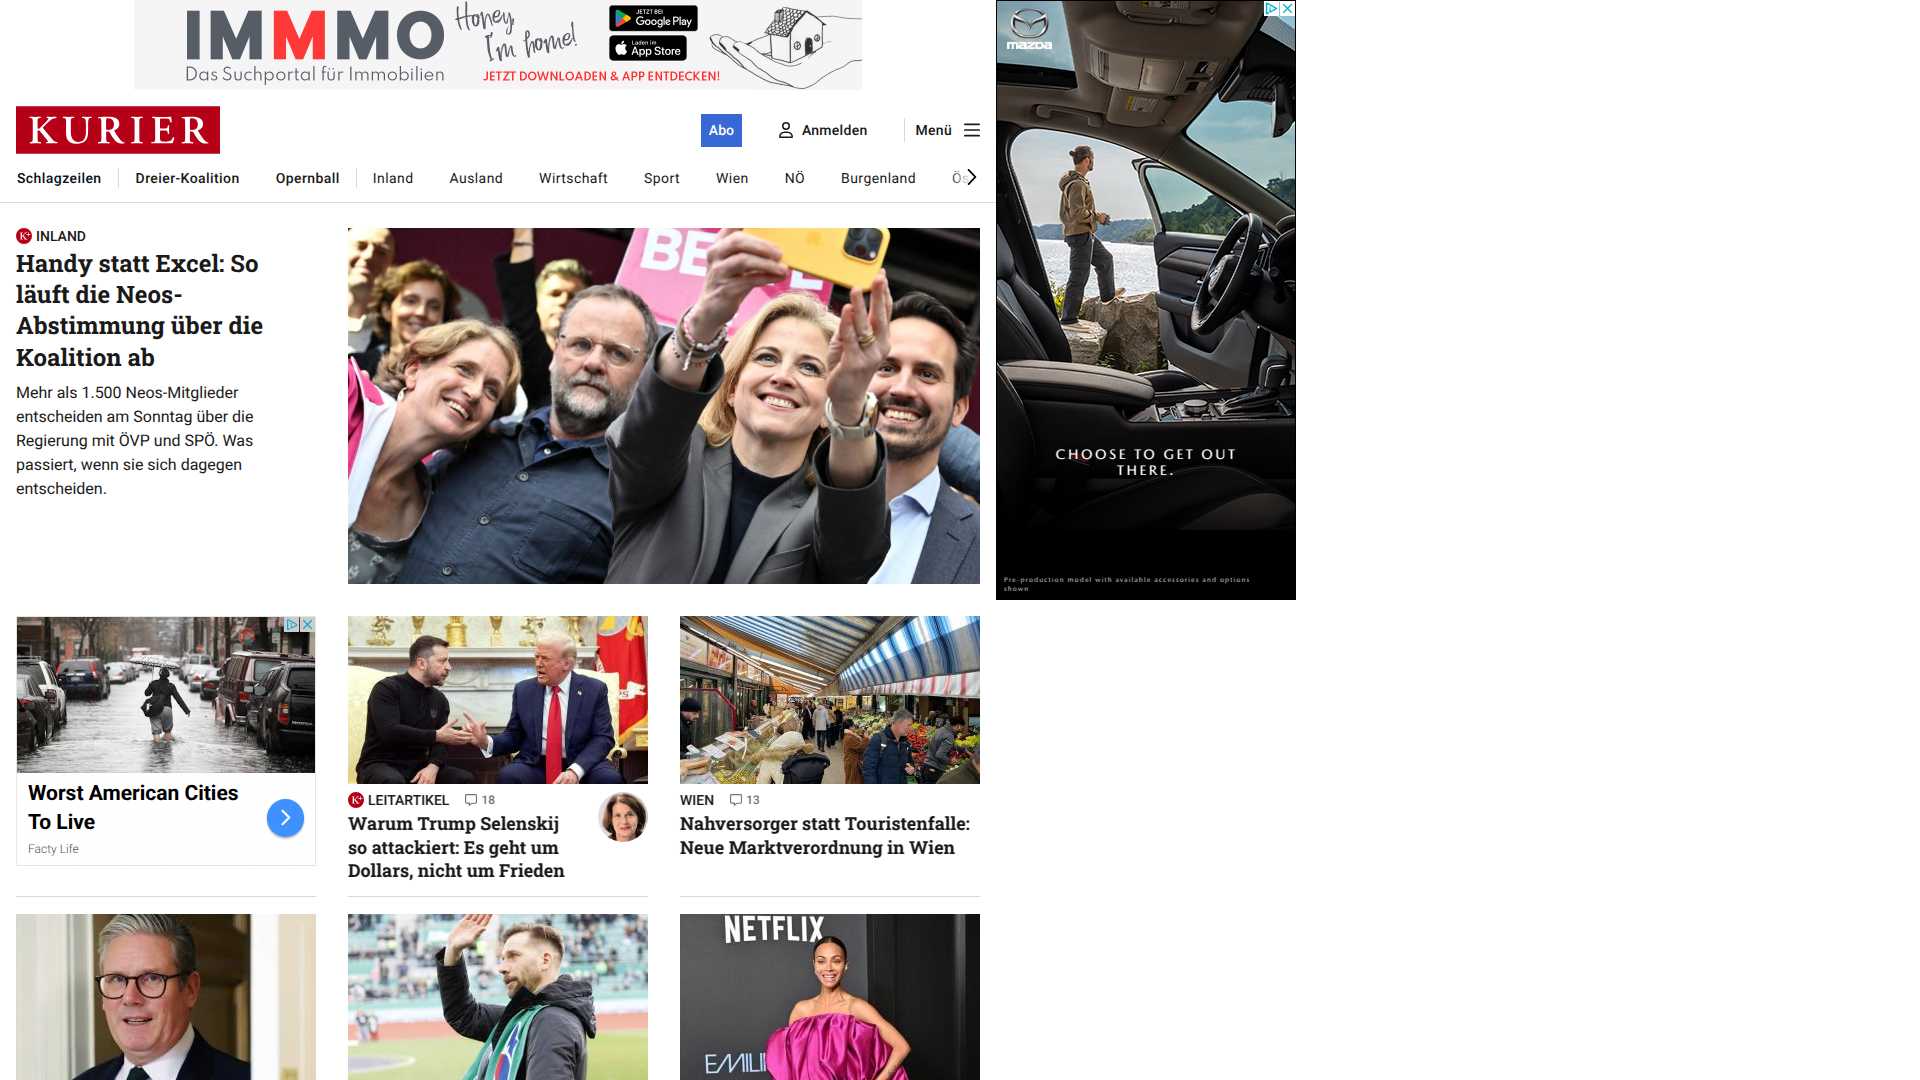 IMMMO
Das Suchportal für Immobilien
Honey,
I'm home!
JETZT BEI
Google Play
Laden im
App Store
JETZT DOWNLOADEN & APP ENTDECKEN!
mazda
CHOOSE TO GET OUT
THERE.
Pre-production model with available accessories and options
shown
KURIER
Abo
Anmelden
Menü
Schlagzeilen
Dreier-Koalition
Opernball
Inland
Ausland
Wirtschaft
Sport
Wien
NÖ
Burgenland
Ös
K+ INLAND
Handy statt Excel: So
läuft die Neos-
Abstimmung über die
Koalition ab
Mehr als 1.500 Neos-Mitglieder
entscheiden am Sonntag über die
Regierung mit ÖVP und SPÖ. Was
passiert, wenn sie sich dagegen
entscheiden.
BE
Worst American Cities
To Live
Facty Life
K+ LEITARTIKEL 18
Warum Trump Selenskij
so attackiert: Es geht um
Dollars, nicht um Frieden
WIEN 13
Nahversorger statt Touristenfalle:
Neue Marktverordnung in Wien
NETFLIX
EMILI